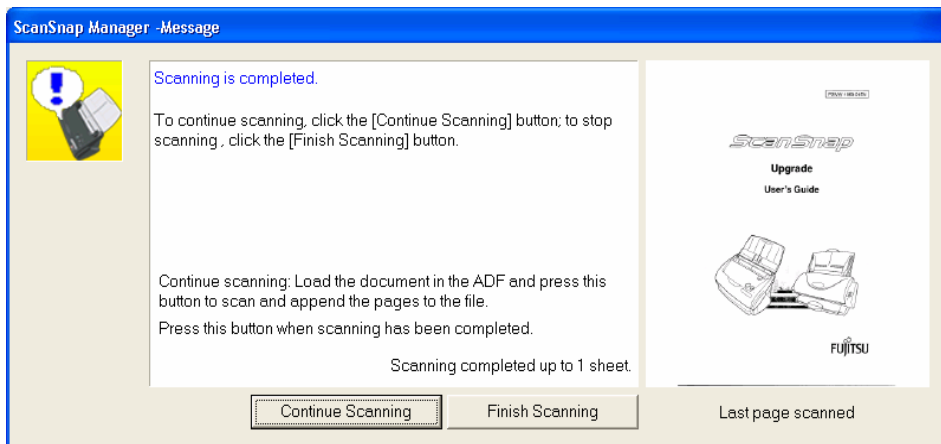 ScanSnap Manager -Message
Scanning is completed.
To continue scanning, click the [Continue Scanning] button; to stop
scanning , click the [Finish Scanning] button.
Continue scanning: Load the document in the ADF and press this
button to scan and append the pages to the file.
Press this button when scanning has been completed.
Scanning completed up to 1 sheet.
ScanSnap
Upgrade
User's Guide
FUJITSU
Continue Scanning
Finish Scanning
Last page scanned